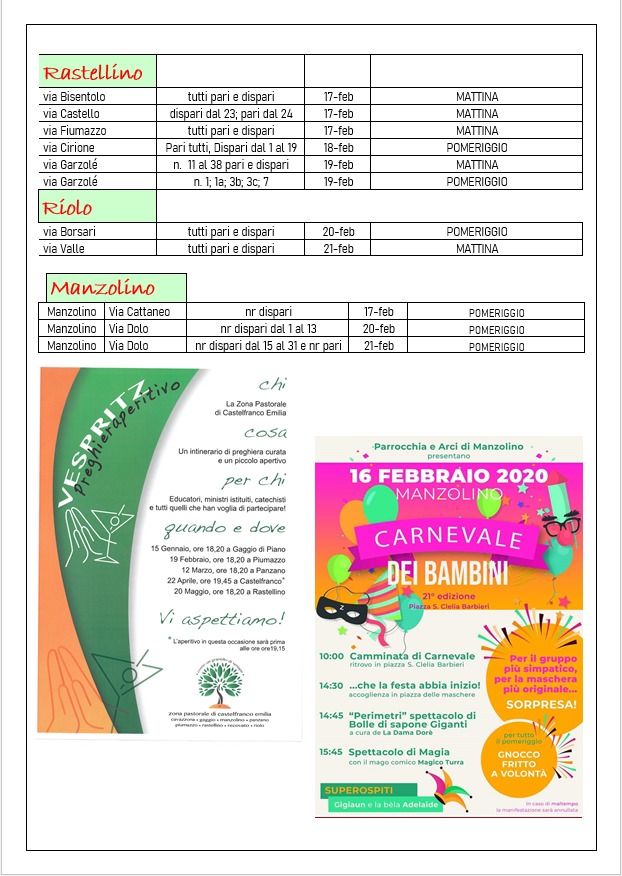 Rastellino
via Bisentolo tutti pari e dispari 17-feb MATTINA
via Castello dispari dal 23; pari dal 24 17-feb MATTINA
via Fiumazzo tutti pari e dispari 17-feb MATTINA
via Cirione Pari tutti, Dispari dal 1 al 19 18-feb POMERIGGIO
via Garzolé n. 11 al 38 pari e dispari 19-feb MATTINA
via Garzolé n. 1; 1a; 3b; 3c; 7 19-feb POMERIGGIO
Riolo
via Borsari tutti pari e dispari 20-feb POMERIGGIO
via Valle tutti pari e dispari 21-feb MATTINA
Manzolino
Manzolino Via Cattaneo nr dispari 17-feb POMERIGGIO
Manzolino Via Dolo nr dispari dal 1 al 13 20-feb POMERIGGIO
Manzolino Via Dolo nr dispari dal 15 al 31 e nr pari 21-feb POMERIGGIO
VESPRITZ
preghieraperitivo
chi
La Zona Pastorale
di Castelfranco Emilia
cosa
Un intinerario di preghiera curata
e un piccolo apertivo
per chi
Educatori, ministri istituiti, catechisti
e tutti quelli che han voglia di partecipare!
quando e dove
15 Gennaio, ore 18,20 a Gaggio di Piano
19 Febbraio, ore 18,20 a Piumazzo
12 Marzo, ore 18,20 a Panzano
22 Aprile, ore 19,45 a Castelfranco*
20 Maggio, ore 18,20 a Rastellino
Vi aspettiamo!
* L'aperitivo in questa occasione sarà prima
alle ore ore19,15
zona pastorale di castelfranco emilia
cavazzona • gaggio • manzolino • panzano
piumazzo • rastellino • recovato • riolo
Parrocchia e Arci di Manzolino
presentano
16 FEBBRAIO 2020
MANZOLINO
CARNEVALE
DEI BAMBINI
21° edizione
Piazza S. Clelia Barbieri
10:00 Camminata di Carnevale
ritrovo in piazza S. Clelia Barbieri
14:30 ...che la festa abbia inizio!
accoglienza in piazza delle maschere
14:45 “Perimetri” spettacolo di
Bolle di sapone Giganti
a cura de La Dama Dorè
15:45 Spettacolo di Magia
con il mago comico Magico Turra
Per il gruppo
più simpatico,
per la maschera
più originale...
SORPRESA!
per tutto
il pomeriggio
GNOCCO
FRITTO
A VOLONTÀ
SUPEROSPITI
Gigiaun e la bèla Adelaide
In caso di maltempo
la manifestazione sarà annullata